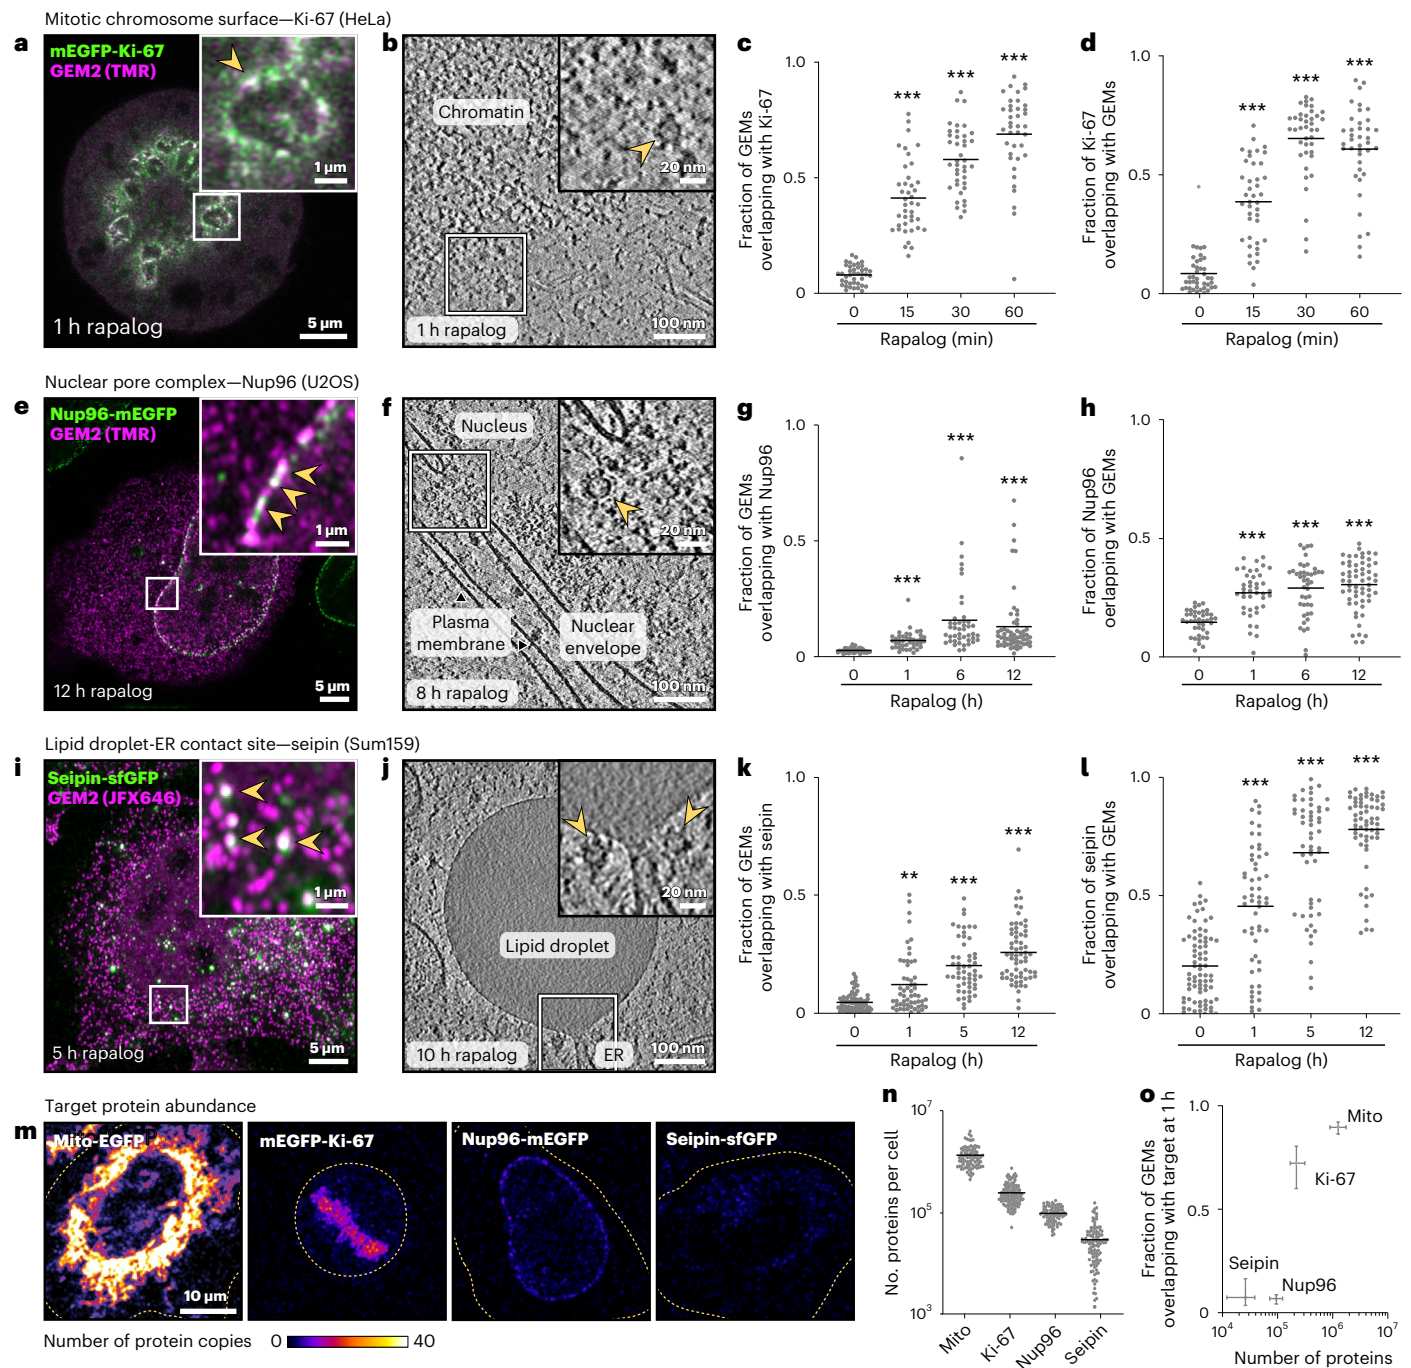 Mitotic chromosome surface—Ki-67 (HeLa)
a
mEGFP-Ki-67
GEM2 (TMR)
1 µm
1 h rapalog
5 µm
b
Chromatin
20 nm
1 h rapalog
100 nm
c
Fraction of GEMs
overlapping with Ki-67
1.0
0.5
0
***
***
***
0 15 30 60
Rapalog (min)
d
Fraction of Ki-67
overlapping with GEMs
1.0
0.5
0
***
***
***
0 15 30 60
Rapalog (min)
Nuclear pore complex—Nup96 (U2OS)
e
Nup96-mEGFP
GEM2 (TMR)
1 µm
12 h rapalog
5 µm
f
Nucleus
20 nm
Plasma
membrane
Nuclear
envelope
8 h rapalog
100 nm
g
Fraction of GEMs
overlapping with Nup96
1.0
0.5
0
***
***
***
0 1 6 12
Rapalog (h)
h
Fraction of Nup96
overlapping with GEMs
1.0
0.5
0
***
***
***
0 1 6 12
Rapalog (h)
Lipid droplet-ER contact site—seipin (Sum159)
i
Seipin-sfGFP
GEM2 (JFX646)
1 µm
5 h rapalog
5 µm
j
20 nm
Lipid droplet
10 h rapalog
ER
100 nm
k
Fraction of GEMs
overlapping with seipin
1.0
0.5
0
**
***
***
0 1 5 12
Rapalog (h)
l
Fraction of seipin
overlapping with GEMs
1.0
0.5
0
***
***
***
0 1 5 12
Rapalog (h)
Target protein abundance
m
Mito-EGFP
10 µm
mEGFP-Ki-67
Nup96-mEGFP
Seipin-sfGFP
Number of protein copies 0 40
n
No. proteins per cell
10⁷
10⁵
10³
Mito Ki-67 Nup96 Seipin
o
Fraction of GEMs
overlapping with target at 1 h
1.0
0.5
0
Mito
Ki-67
Seipin
Nup96
10⁴ 10⁵ 10⁶ 10⁷
Number of proteins